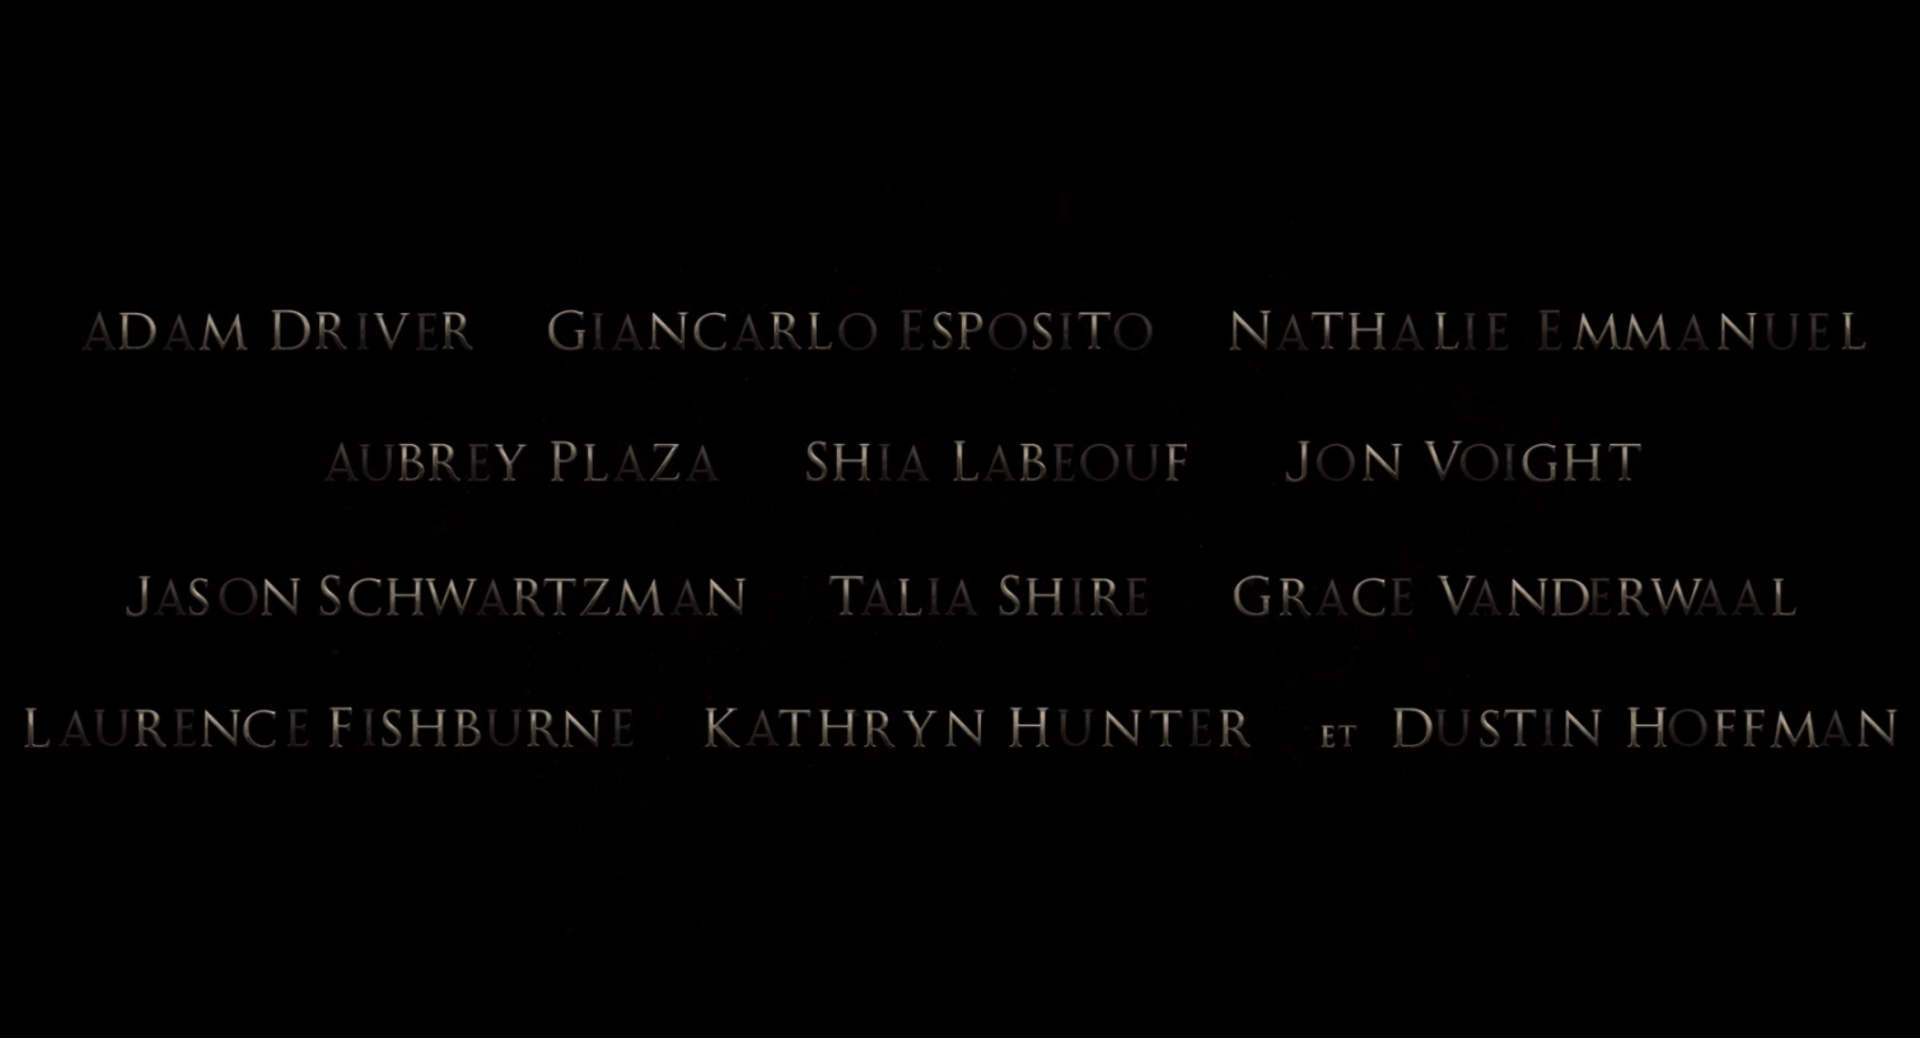 ADAM DRIVER GIANCARLO ESPOSITO NATHALIE EMMANUEL
AUBREY PLAZA SHIA LABEOUF JON VOIGHT
JASON SCHWARTZMAN TALIA SHIRE GRACE VANDERWAAL
LAURENCE FISHBURNE KATHRYN HUNTER ET DUSTIN HOFFMAN